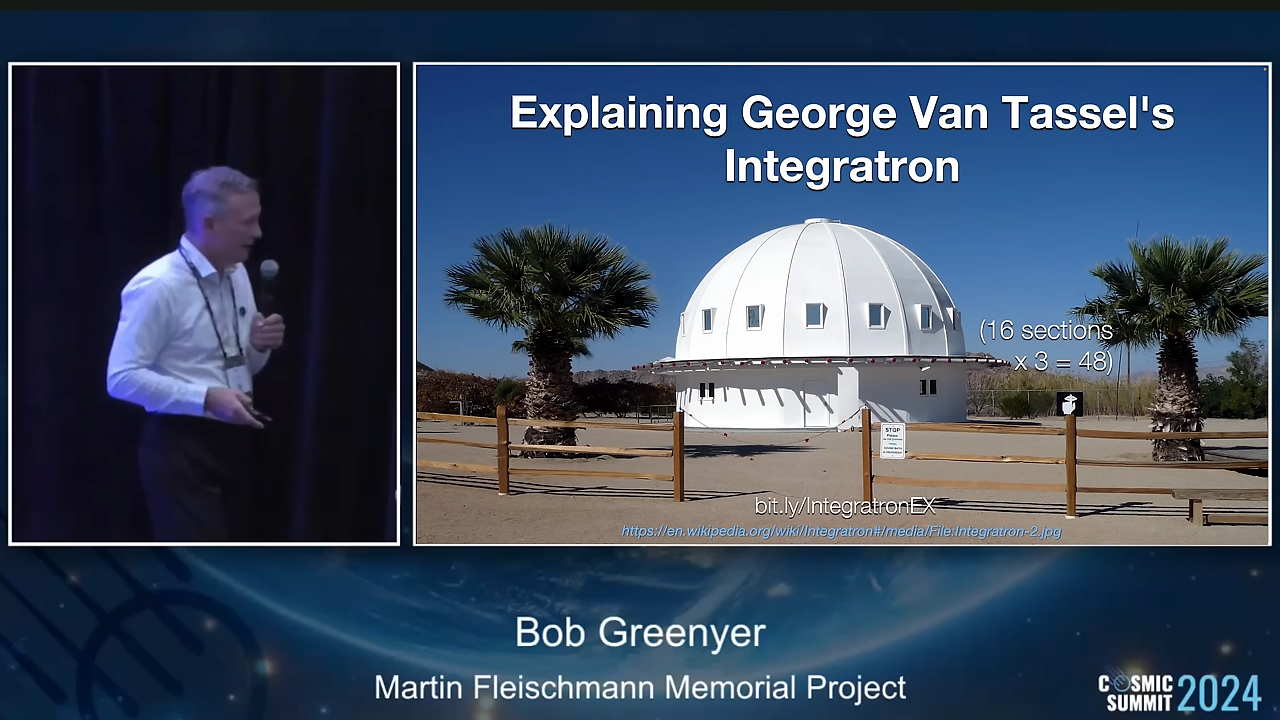 Explaining George Van Tassel's
Integratron
(16 sections
x 3 = 48)
STOP
bit.ly/IntegratronEX
https://en.wikipedia.org/wiki/Integratron#/media/File:Integratron-2.jpg
Bob Greenyer
Martin Fleischmann Memorial Project
COSMIC
SUMMIT
2024